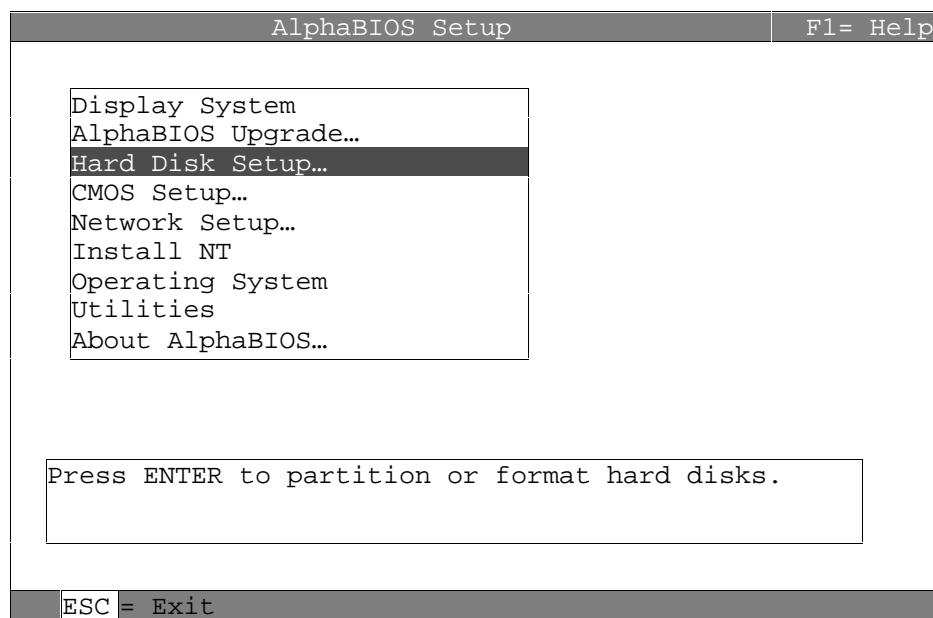 AlphaBIOS Setup F1= Help
Display System
AlphaBIOS Upgrade…
Hard Disk Setup…
CMOS Setup…
Network Setup…
Install NT
Operating System
Utilities
About AlphaBIOS…
Press ENTER to partition or format hard disks.
ESC = Exit